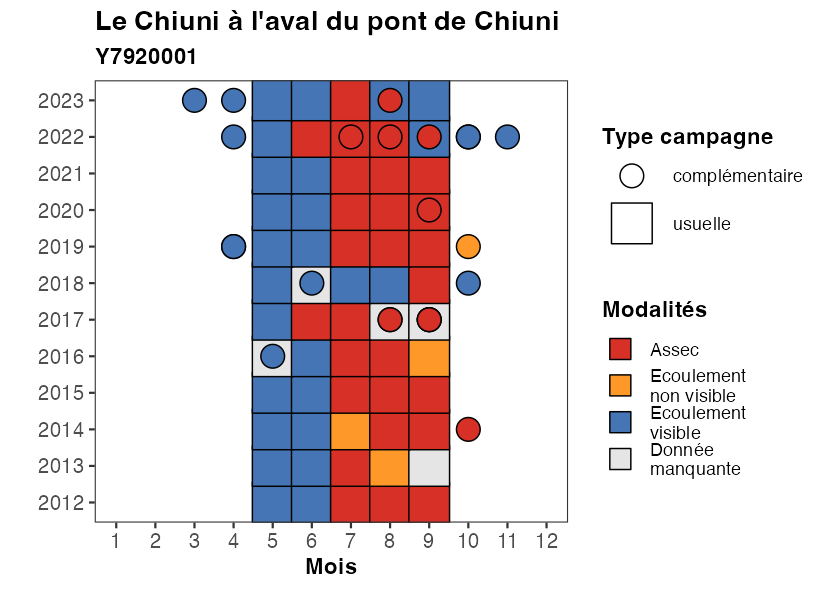 Le Chiuni à l'aval du pont de Chiuni
Y7920001
2023
2022
2021
2020
2019
2018
2017
2016
2015
2014
2013
2012
1 2 3 4 5 6 7 8 9 10 11 12
Mois
Type campagne
complémentaire
usuelle
Modalités
Assec
Ecoulement
non visible
Ecoulement
visible
Donnée
manquante